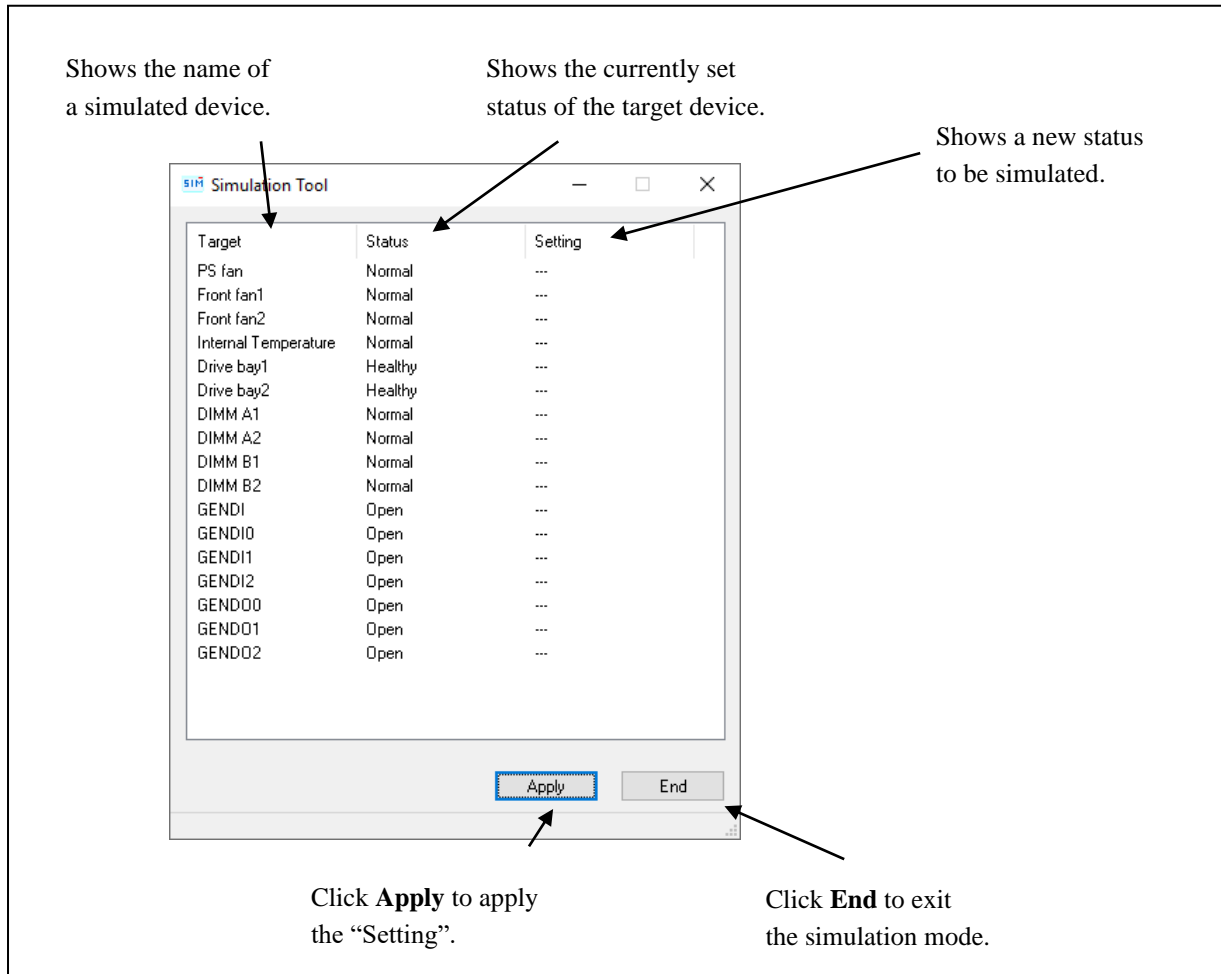 Shows the name of
a simulated device.
Shows the currently set
status of the target device.
Shows a new status
to be simulated.
SIM Simulation Tool
Target Status Setting
PS fan Normal ---
Front fan1 Normal ---
Front fan2 Normal ---
Internal Temperature Normal ---
Drive bay1 Healthy ---
Drive bay2 Healthy ---
DIMM A1 Normal ---
DIMM A2 Normal ---
DIMM B1 Normal ---
DIMM B2 Normal ---
GENDI Open ---
GENDI0 Open ---
GENDI1 Open ---
GENDI2 Open ---
GENDO0 Open ---
GENDO1 Open ---
GENDO2 Open ---
Apply End
Click Apply to apply
the “Setting”.
Click End to exit
the simulation mode.